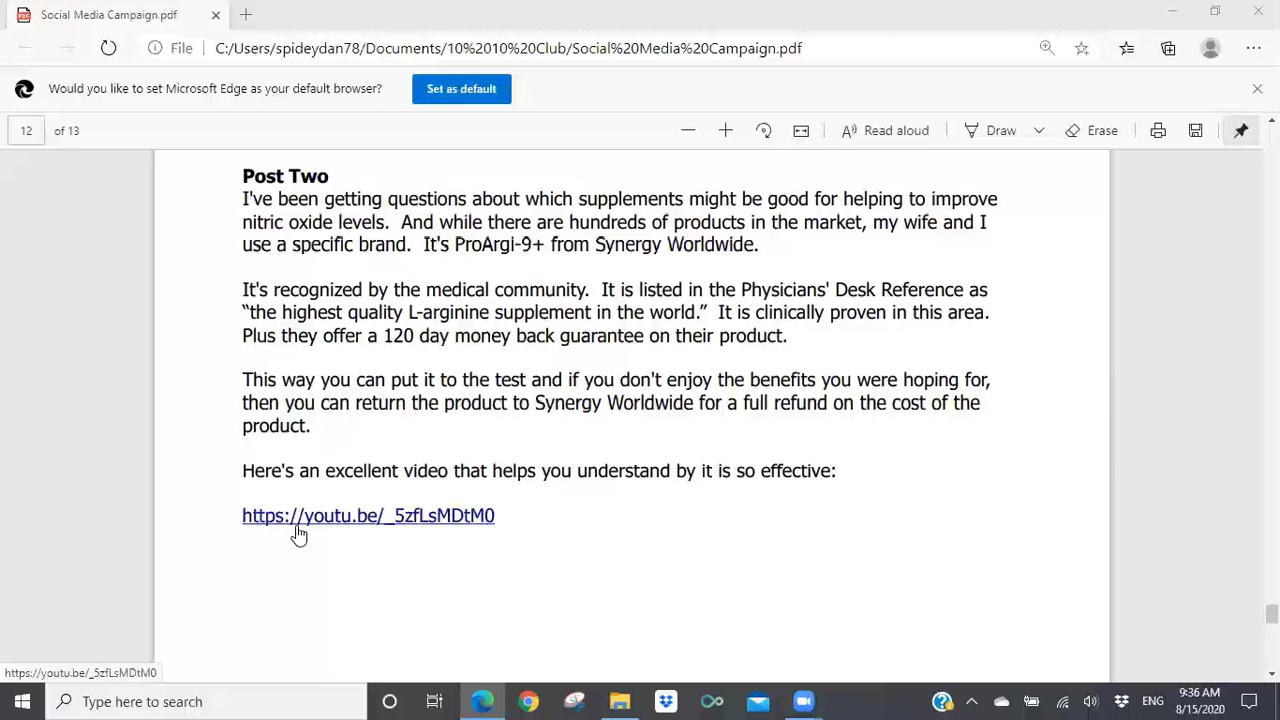 Social Media Campaign.pdf
File
C:/Users/spideydan78/Documents/10%2010%20Club/Social%20Media%20Campaign.pdf
Would you like to set Microsoft Edge as your default browser?
Set as default
12 of 13
Read aloud
Draw
Erase
Post Two
I've been getting questions about which supplements might be good for helping to improve
nitric oxide levels.  And while there are hundreds of products in the market, my wife and I
use a specific brand.  It's ProArgi-9+ from Synergy Worldwide.
It's recognized by the medical community.  It is listed in the Physicians' Desk Reference as
“the highest quality L-arginine supplement in the world.”  It is clinically proven in this area.
Plus they offer a 120 day money back guarantee on their product.
This way you can put it to the test and if you don't enjoy the benefits you were hoping for,
then you can return the product to Synergy Worldwide for a full refund on the cost of the
product.
Here's an excellent video that helps you understand by it is so effective:
https://youtu.be/_5zfLsMDtM0
https://youtu.be/_5zfLsMDtM0
Type here to search
ENG
9:36 AM
8/15/2020